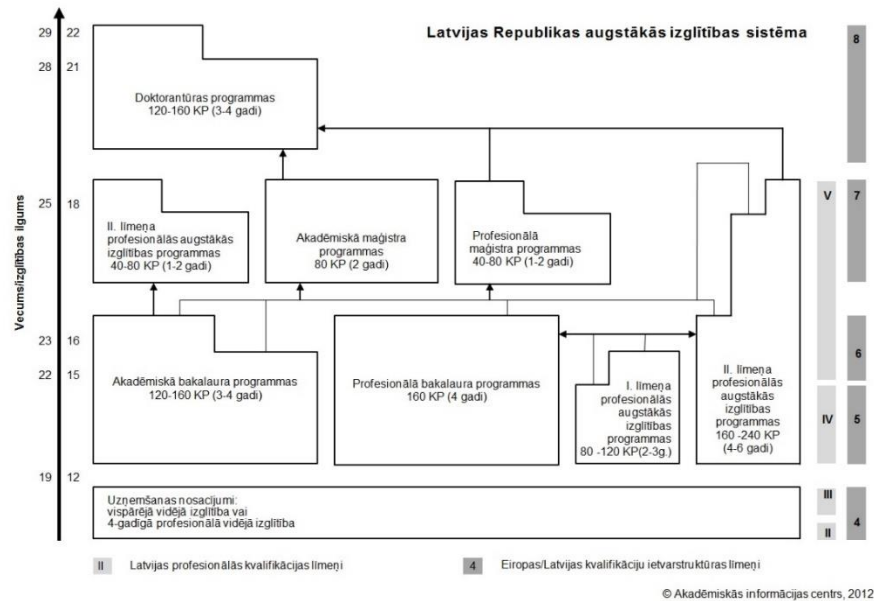 Latvijas Republikas augstākās izglītības sistēma
Vecums/izglītības ilgums
29 22
28 21
25 18
23 16
22 15
19 12
Doktorantūras programmas
120-160 KP (3-4 gadi)
II. līmeņa
profesionālās augstākās
izglītības programmas
40-80 KP (1-2 gadi)
Akadēmiskā maģistra
programmas
80 KP (2 gadi)
Profesionālā
maģistra programmas
40-80 KP (1-2 gadi)
Akadēmiskā bakalaura programmas
120-160 KP (3-4 gadi)
Profesionālā bakalaura programmas
160 KP (4 gadi)
I. līmeņa
profesionālās
augstākās
izglītības
programmas
80 -120 KP(2-3g.)
II. līmeņa
profesionālās
augstākās
izglītības
programmas
160 -240 KP
(4-6 gadi)
Uzņemšanas nosacījumi:
vispārējā vidējā izglītība vai
4-gadīgā profesionālā vidējā izglītība
V
IV
III
II
8
7
6
5
4
II Latvijas profesionālās kvalifikācijas līmeņi
4 Eiropas/Latvijas kvalifikāciju ietvarstruktūras līmeņi
© Akadēmiskās informācijas centrs, 2012